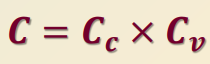 C = C_c × C_v